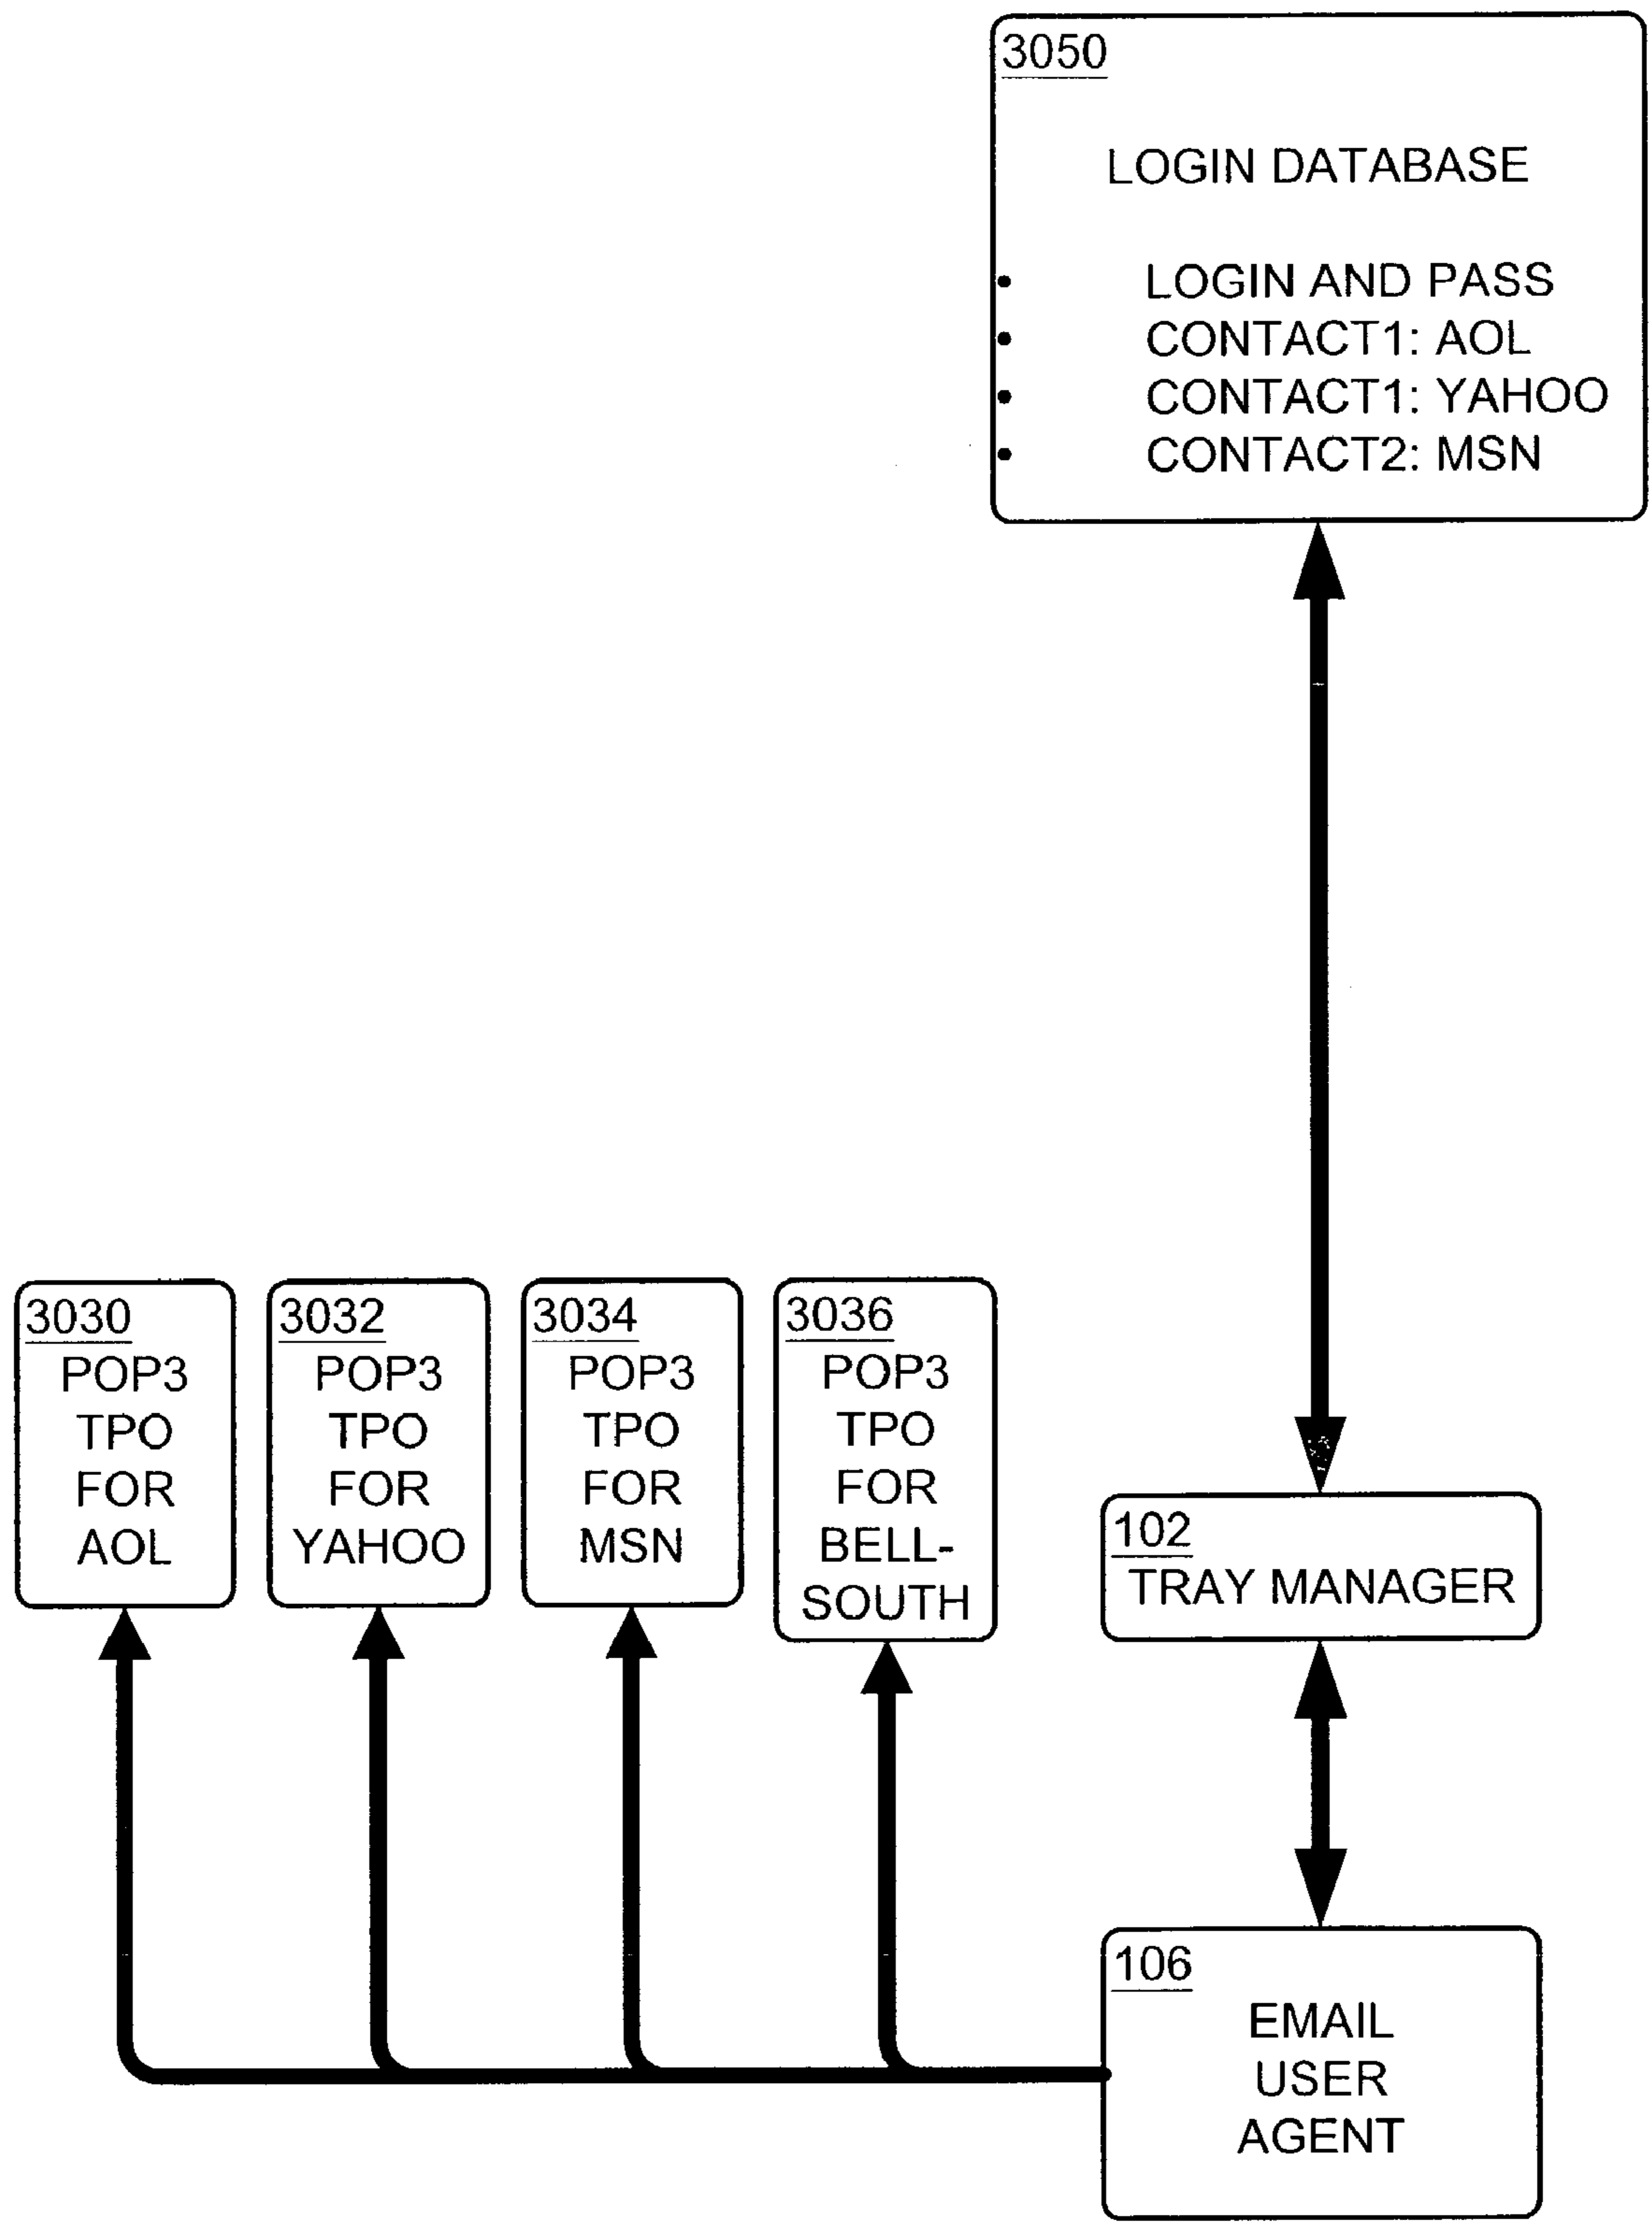 3050
LOGIN DATABASE
• LOGIN AND PASS
• CONTACT1: AOL
• CONTACT1: YAHOO
• CONTACT2: MSN
3030
POP3
TPO
FOR
AOL
3032
POP3
TPO
FOR
YAHOO
3034
POP3
TPO
FOR
MSN
3036
POP3
TPO
FOR
BELL-
SOUTH
102
TRAY MANAGER
106
EMAIL
USER
AGENT